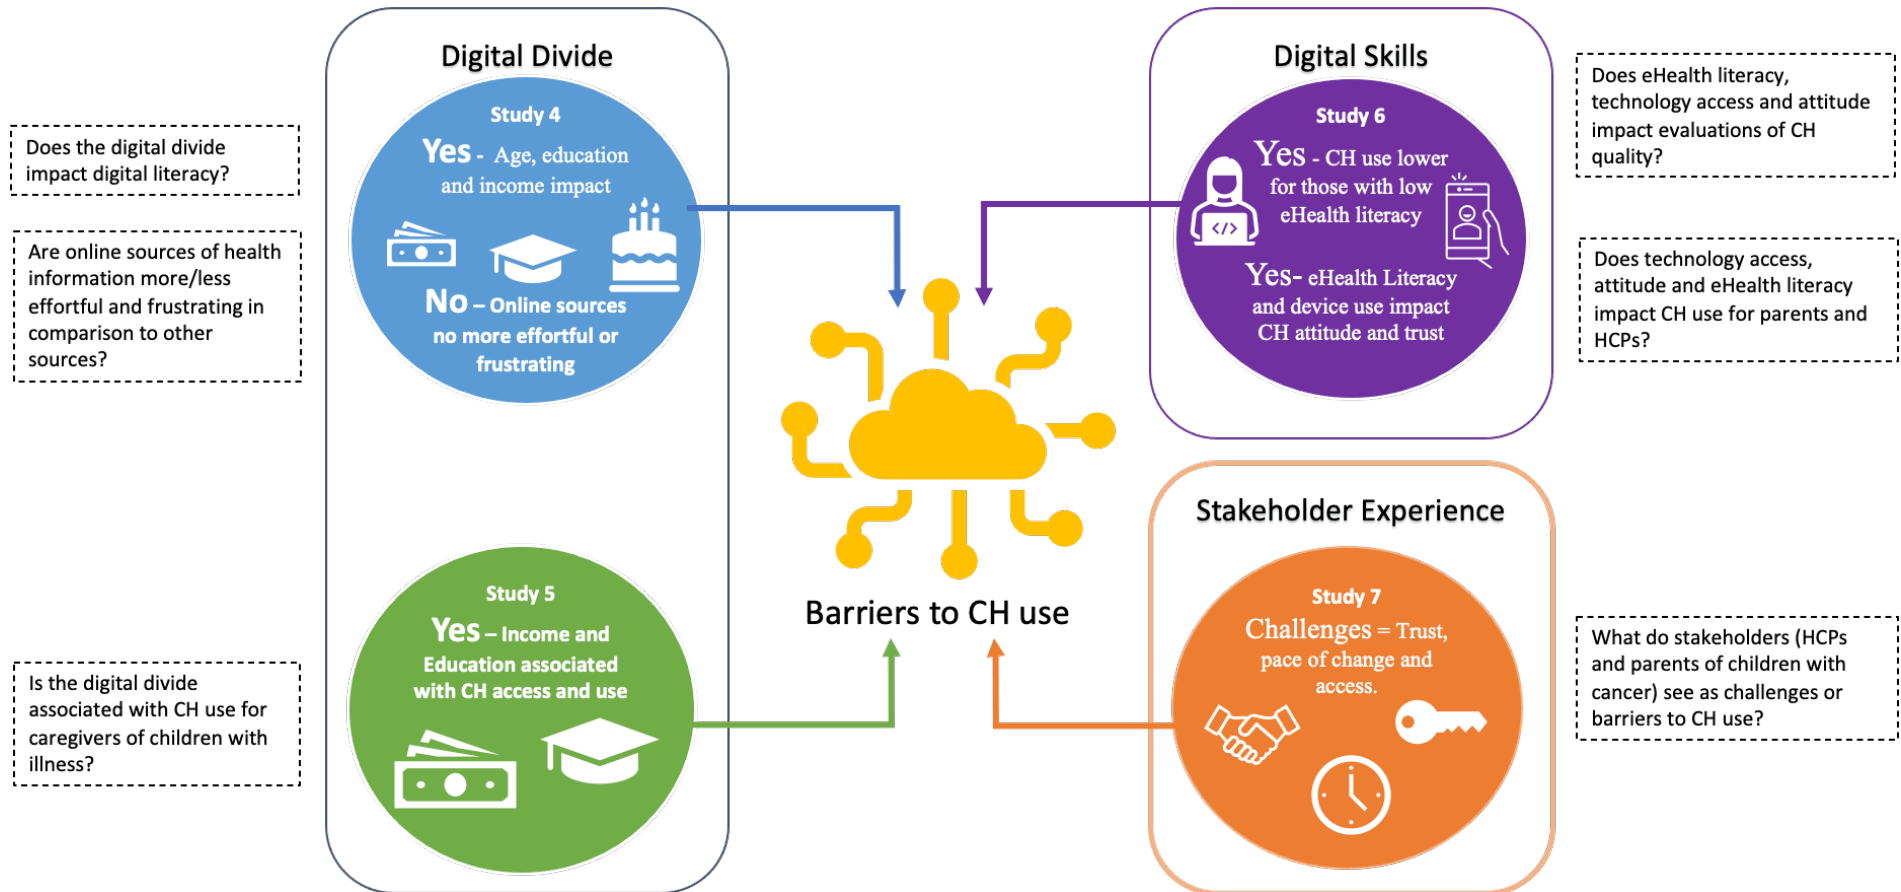 Digital Divide
Does the digital divide
impact digital literacy?
Are online sources of health
information more/less
effortful and frustrating in
comparison to other
sources?
Study 4
Yes - Age, education
and income impact
No – Online sources
no more effortful or
frustrating
Is the digital divide
associated with CH use for
caregivers of children with
illness?
Study 5
Yes – Income and
Education associated
with CH access and use
Barriers to CH use
Digital Skills
Study 6
Yes - CH use lower
for those with low
eHealth literacy
</>
Yes- eHealth Literacy
and device use impact
CH attitude and trust
Does eHealth literacy,
technology access and attitude
impact evaluations of CH
quality?
Does technology access,
attitude and eHealth literacy
impact CH use for parents and
HCPs?
Stakeholder Experience
Study 7
Challenges = Trust,
pace of change and
access.
What do stakeholders (HCPs
and parents of children with
cancer) see as challenges or
barriers to CH use?